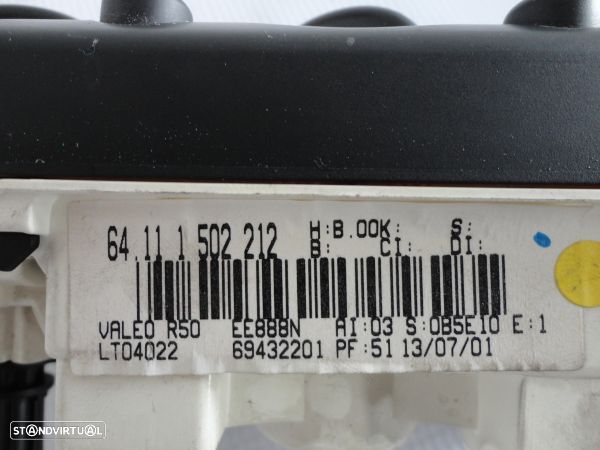 64.11 1 502 212 H:B.00K: S:
B: CI: DI:
VALEO R50 EE888N AI:03 S:0B5E10 E:1
LT04022 69432201 PF:51 13/07/01
STANDVIRTUAL